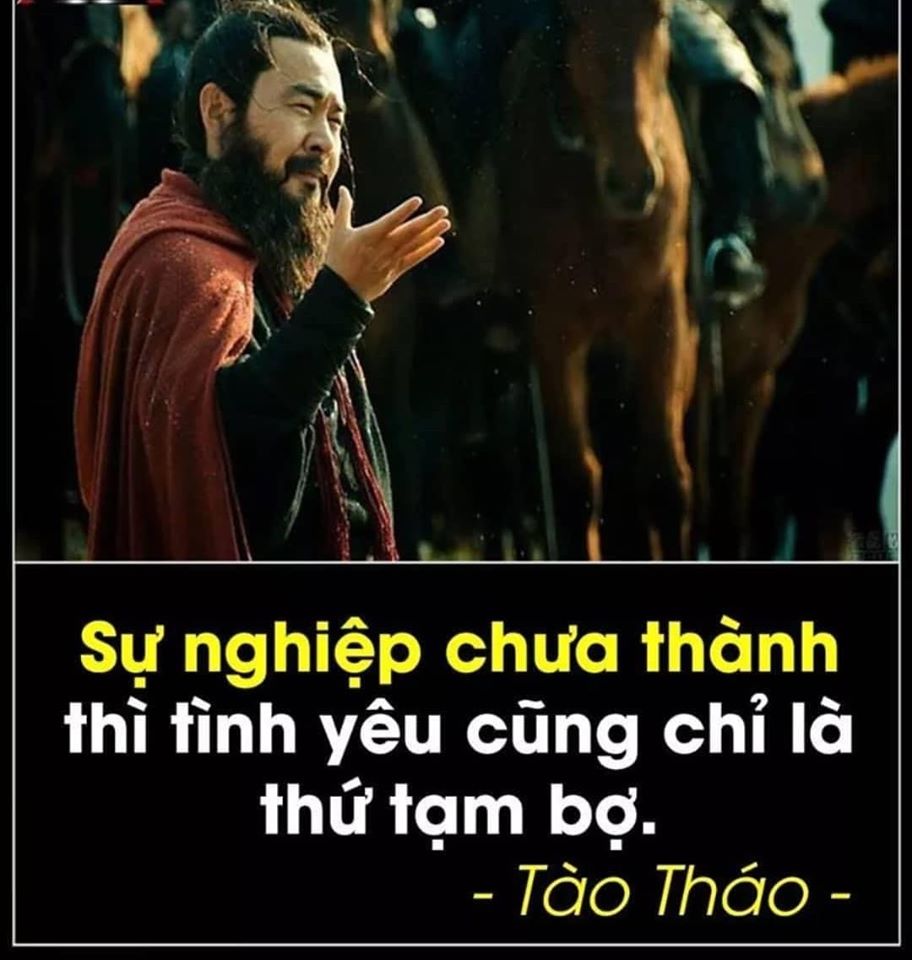 Sự nghiệp chưa thành
thì tình yêu cũng chỉ là
thứ tạm bợ.
- Tào Tháo -